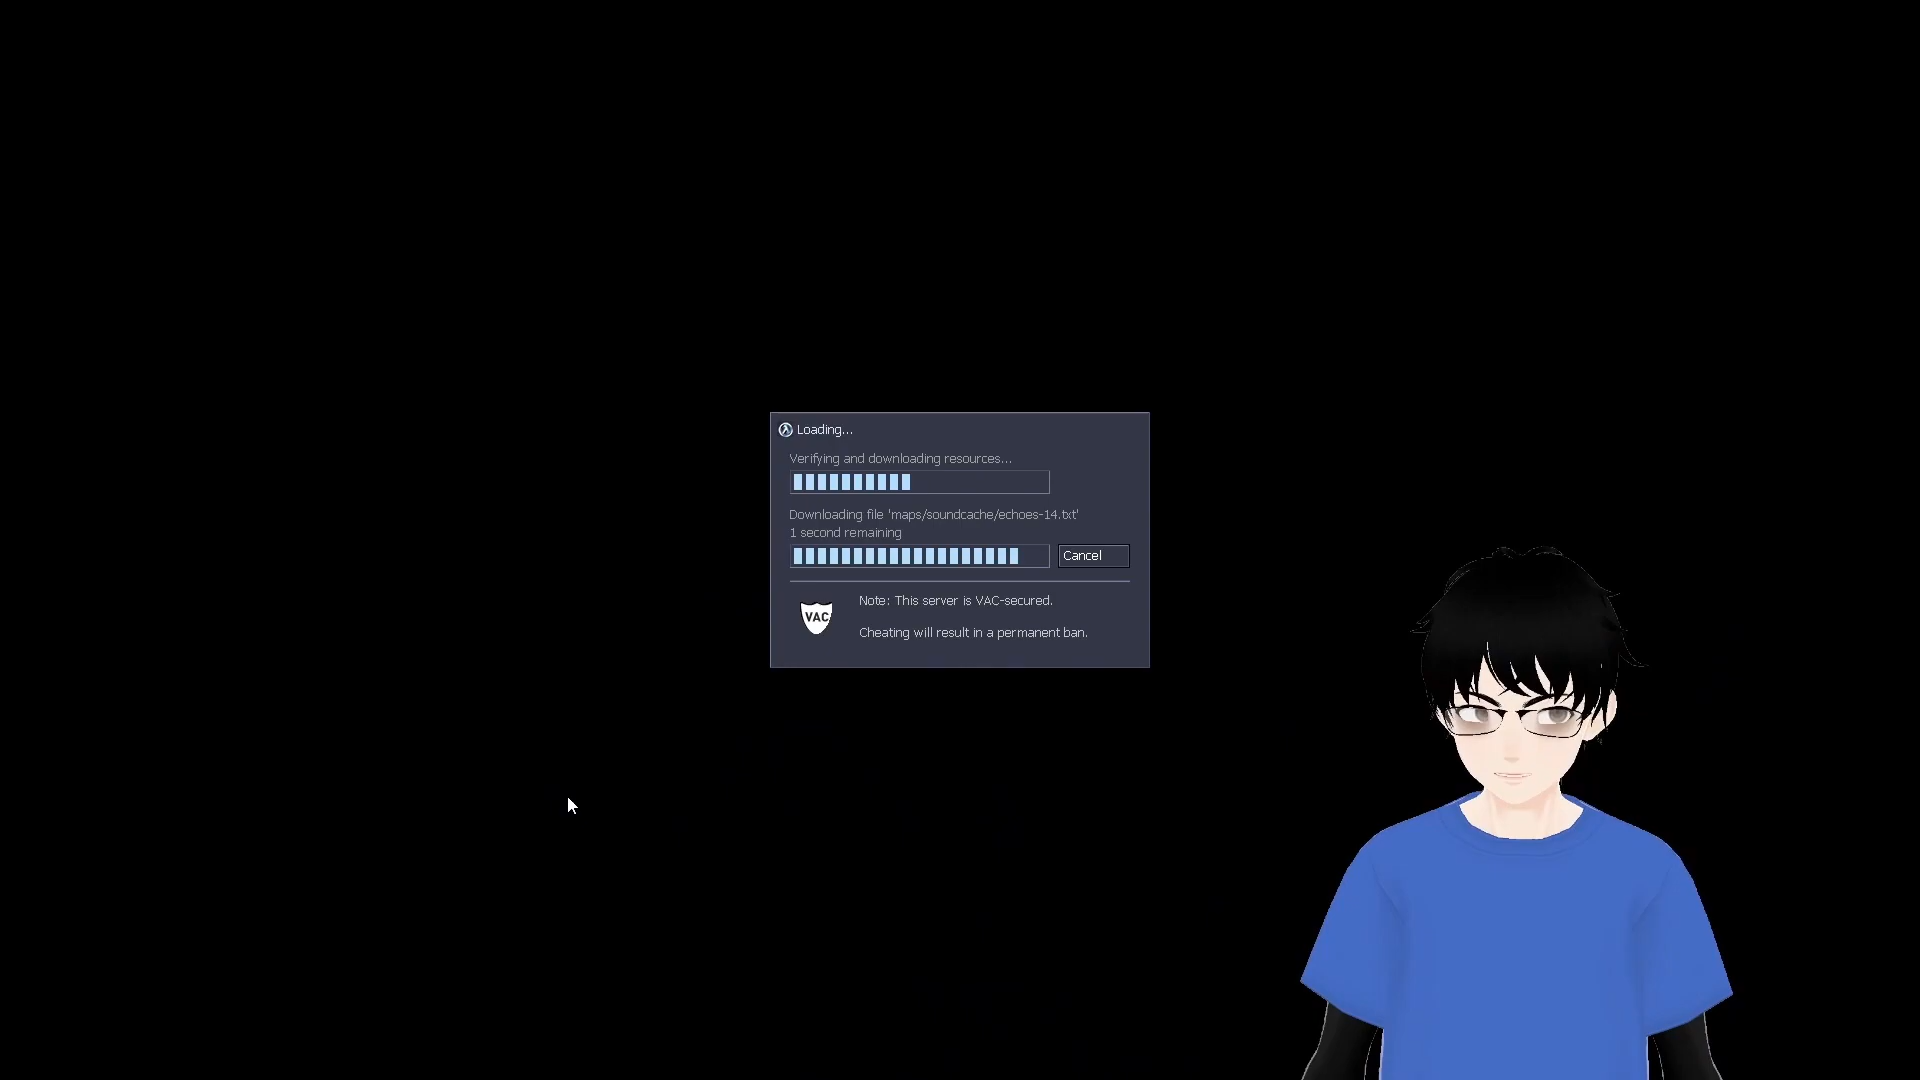 Loading...
Verifying and downloading resources...
Downloading file 'maps/soundcache/echoes-14.txt'
1 second remaining
Cancel
Note: This server is VAC-secured.
VAC
Cheating will result in a permanent ban.